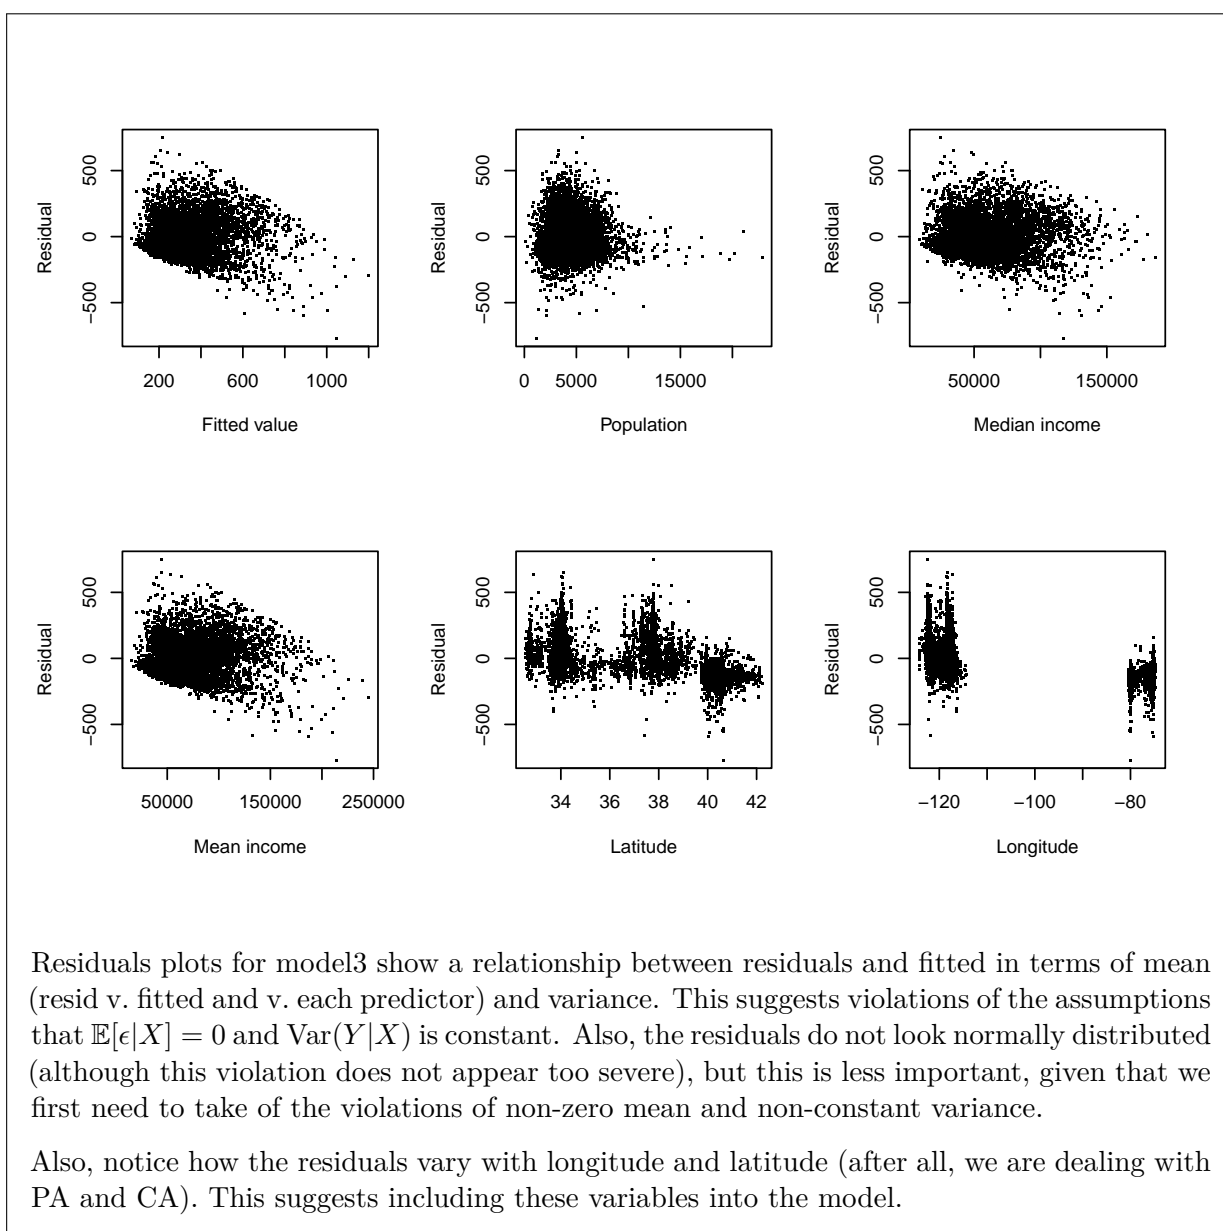 Residual
500
0
−500
200
600
1000
Fitted value
Residual
500
0
−500
0
5000
15000
Population
Residual
500
0
−500
50000
150000
Median income
Residual
500
0
−500
50000
150000
250000
Mean income
Residual
500
0
−500
34
36
38
40
42
Latitude
Residual
500
0
−500
−120
−100
−80
Longitude
Residuals plots for model3 show a relationship between residuals and fitted in terms of mean
(resid v. fitted and v. each predictor) and variance. This suggests violations of the assumptions
that 𝔼[ϵ|X] = 0 and Var(Y|X) is constant. Also, the residuals do not look normally distributed
(although this violation does not appear too severe), but this is less important, given that we
first need to take of the violations of non-zero mean and non-constant variance.
Also, notice how the residuals vary with longitude and latitude (after all, we are dealing with
PA and CA). This suggests including these variables into the model.